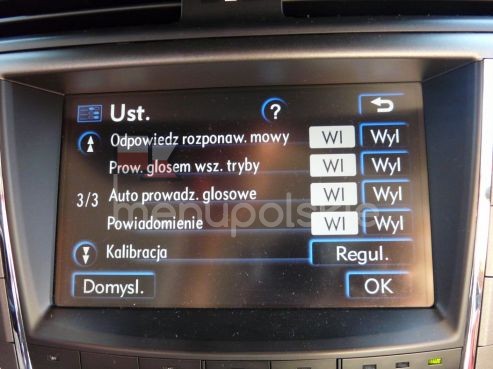 Ust. ?
Odpowiedz rozponaw. mowy Wl Wyl
Prow. glosem wsz. tryby Wl Wyl
3/3 Auto prowadz. glosowe Wl Wyl
menupolskie
Powiadomienie Wl Wyl
Kalibracja Regul.
Domysl. OK